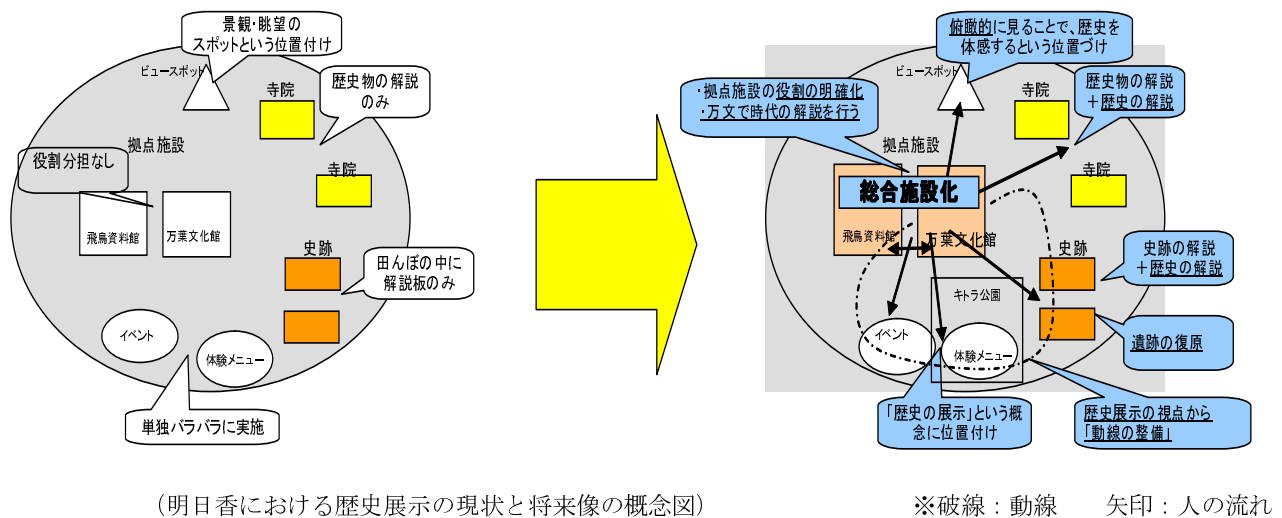 景観・眺望の
スポットという位置付け
ビュースポット
歴史物の解説
のみ
寺院
拠点施設
役割分担なし
寺院
飛鳥資料館
万葉文化館
史跡
田んぼの中に
解説板のみ
イベント
体験メニュー
単独バラバラに実施
俯瞰的に見ることで、歴史を
体感するという位置づけ
ビュースポット
・拠点施設の役割の明確化
・万文で時代の解説を行う
寺院
歴史物の解説
＋歴史の解説
拠点施設
寺院
総合施設化
飛鳥資料館
万葉文化館
史跡
史跡の解説
＋歴史の解説
キトラ公園
イベント
体験メニュー
遺跡の復原
「歴史の展示」という概
念に位置付け
歴史展示の視点から
「動線の整備」
（明日香における歴史展示の現状と将来像の概念図）
※破線：動線　　矢印：人の流れ